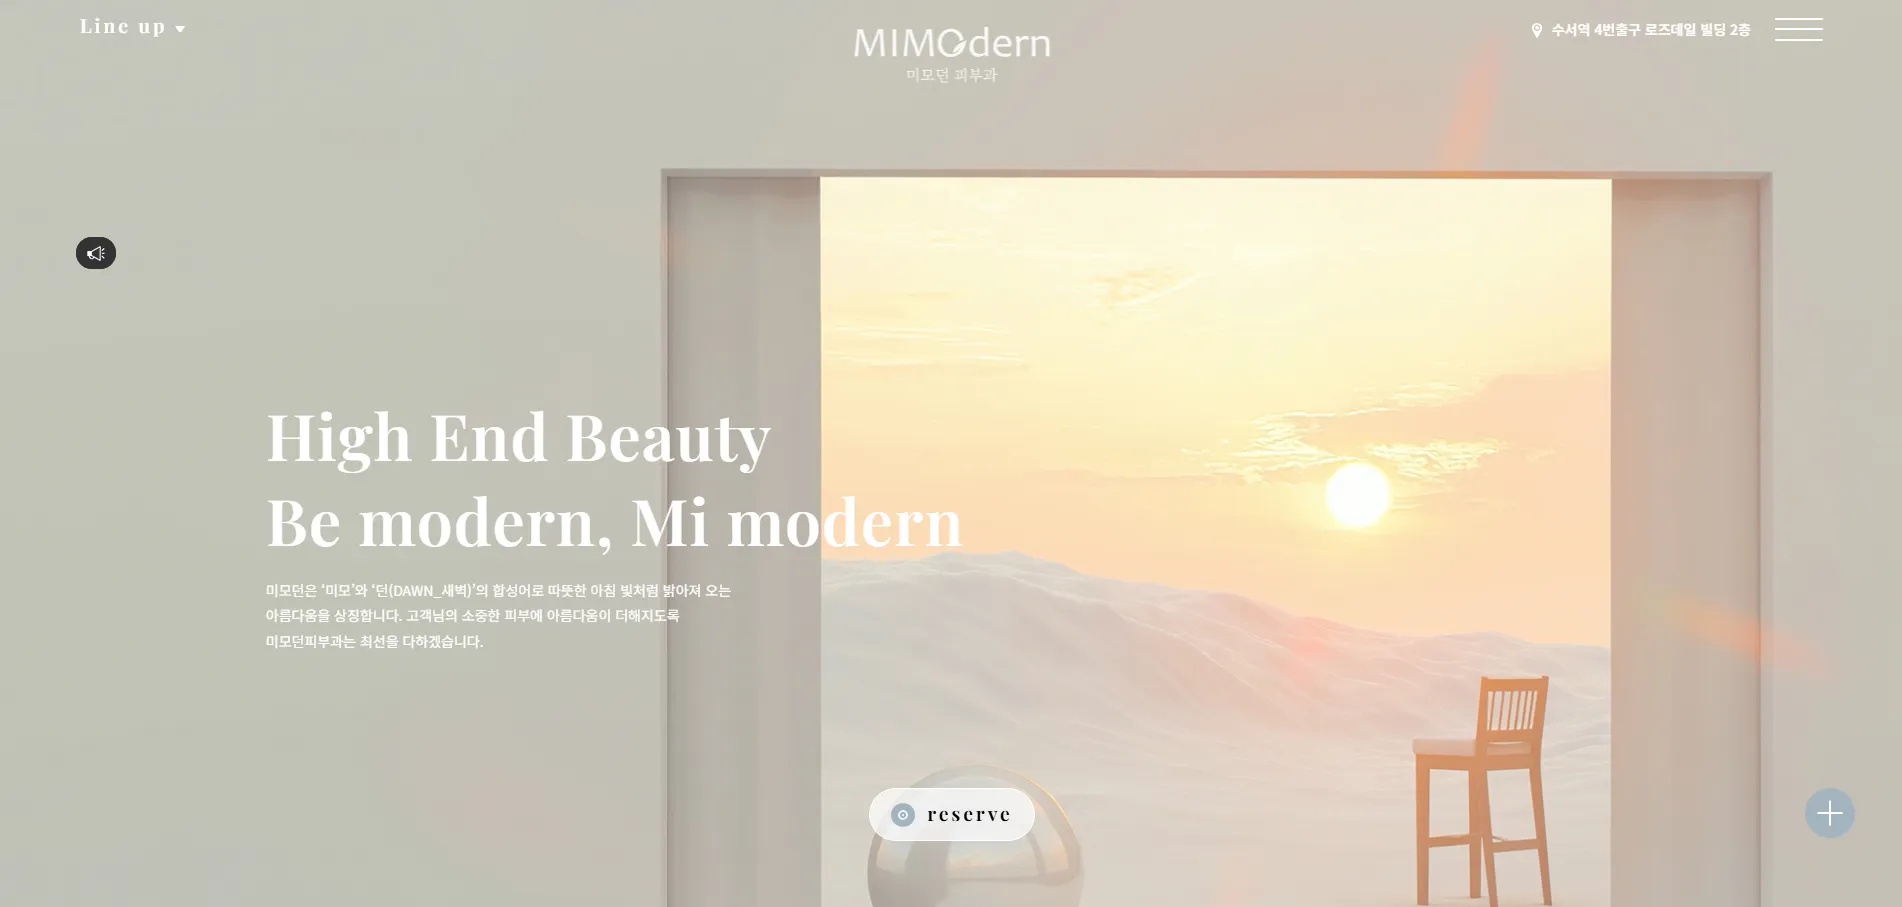 Line up
MIMOdern
미모던 피부과
수서역 4번출구 로즈데일 빌딩 2층
High End Beauty
Be modern, Mi modern
미모던은 ‘미모’와 ‘던(DAWN_새벽)’의 합성어로 따뜻한 아침 빛처럼 밝아져 오는
아름다움을 상징합니다. 고객님의 소중한 피부에 아름다움이 더해지도록
미모던피부과는 최선을 다하겠습니다.
reserve